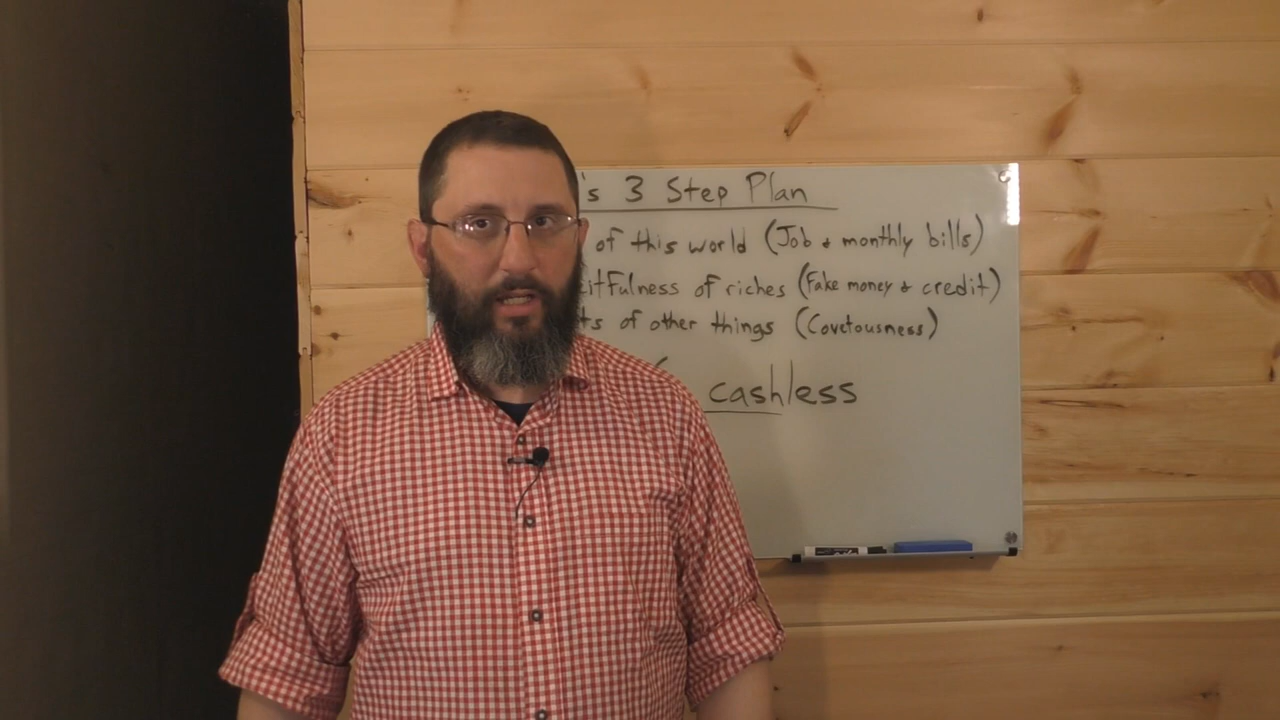 's 3 Step Plan
of this world (Job & monthly bills)
itfulness of riches (Fake money & credit)
ts of other things (Covetousness)
cashless